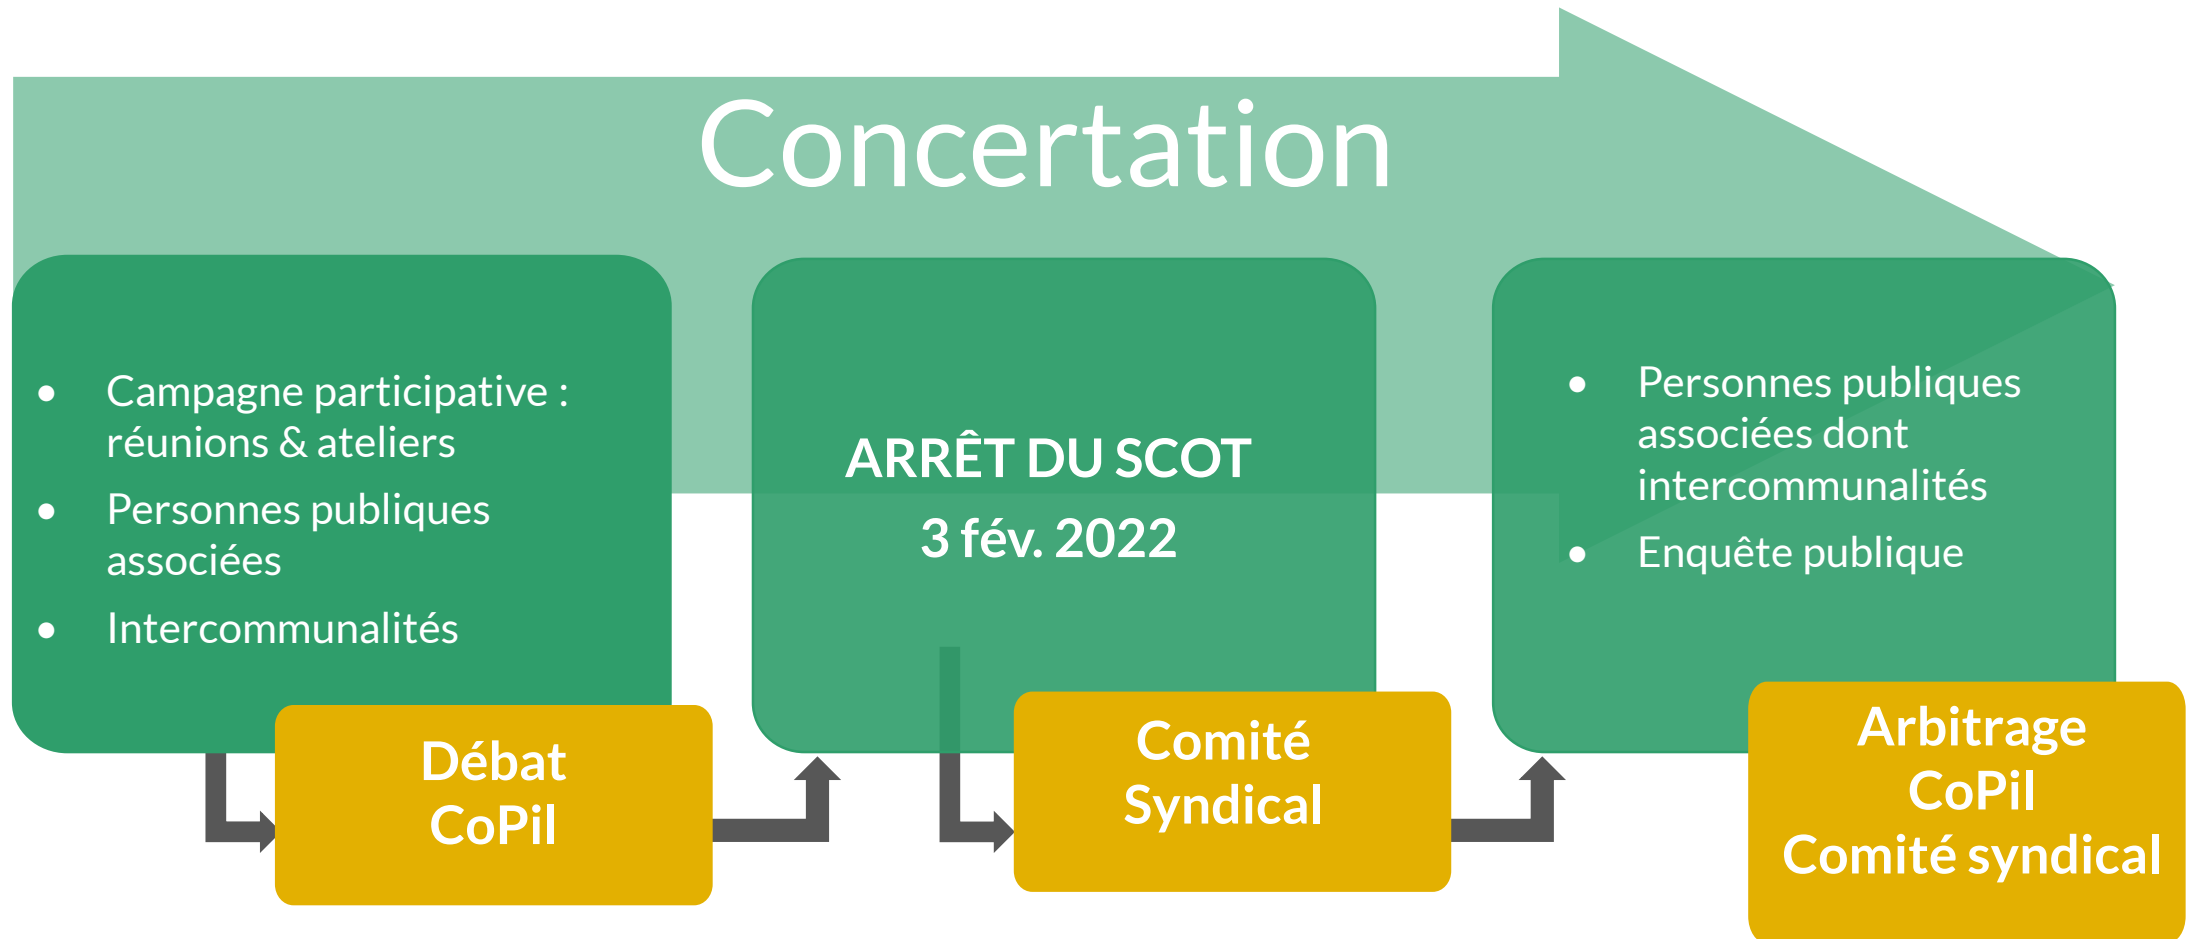 Concertation
• Campagne participative :
réunions & ateliers
• Personnes publiques
associées
• Intercommunalités
Débat
CoPil
ARRÊT DU SCOT
3 fév. 2022
Comité
Syndical
• Personnes publiques
associées dont
intercommunalités
• Enquête publique
Arbitrage
CoPil
Comité syndical